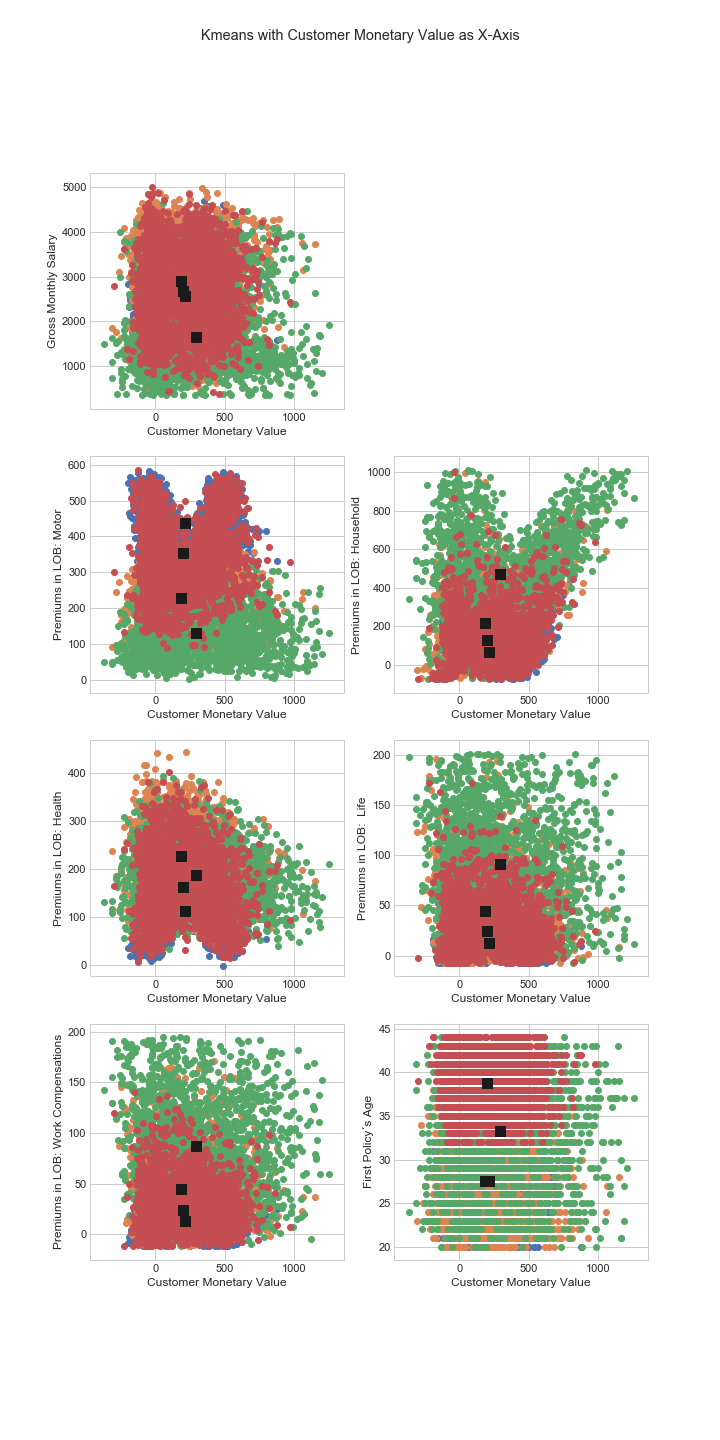 Kmeans with Customer Monetary Value as X-Axis
Gross Monthly Salary
5000
4000
3000
2000
1000
0 500 1000
Customer Monetary Value
Premiums in LOB: Motor
600
500
400
300
200
100
0
0 500 1000
Customer Monetary Value
Premiums in LOB: Household
1000
800
600
400
200
0
0 500 1000
Customer Monetary Value
Premiums in LOB: Health
400
300
200
100
0
0 500 1000
Customer Monetary Value
Premiums in LOB:  Life
200
150
100
50
0
0 500 1000
Customer Monetary Value
Premiums in LOB: Work Compensations
200
150
100
50
0
0 500 1000
Customer Monetary Value
First Policy´s Age
45
40
35
30
25
20
0 500 1000
Customer Monetary Value